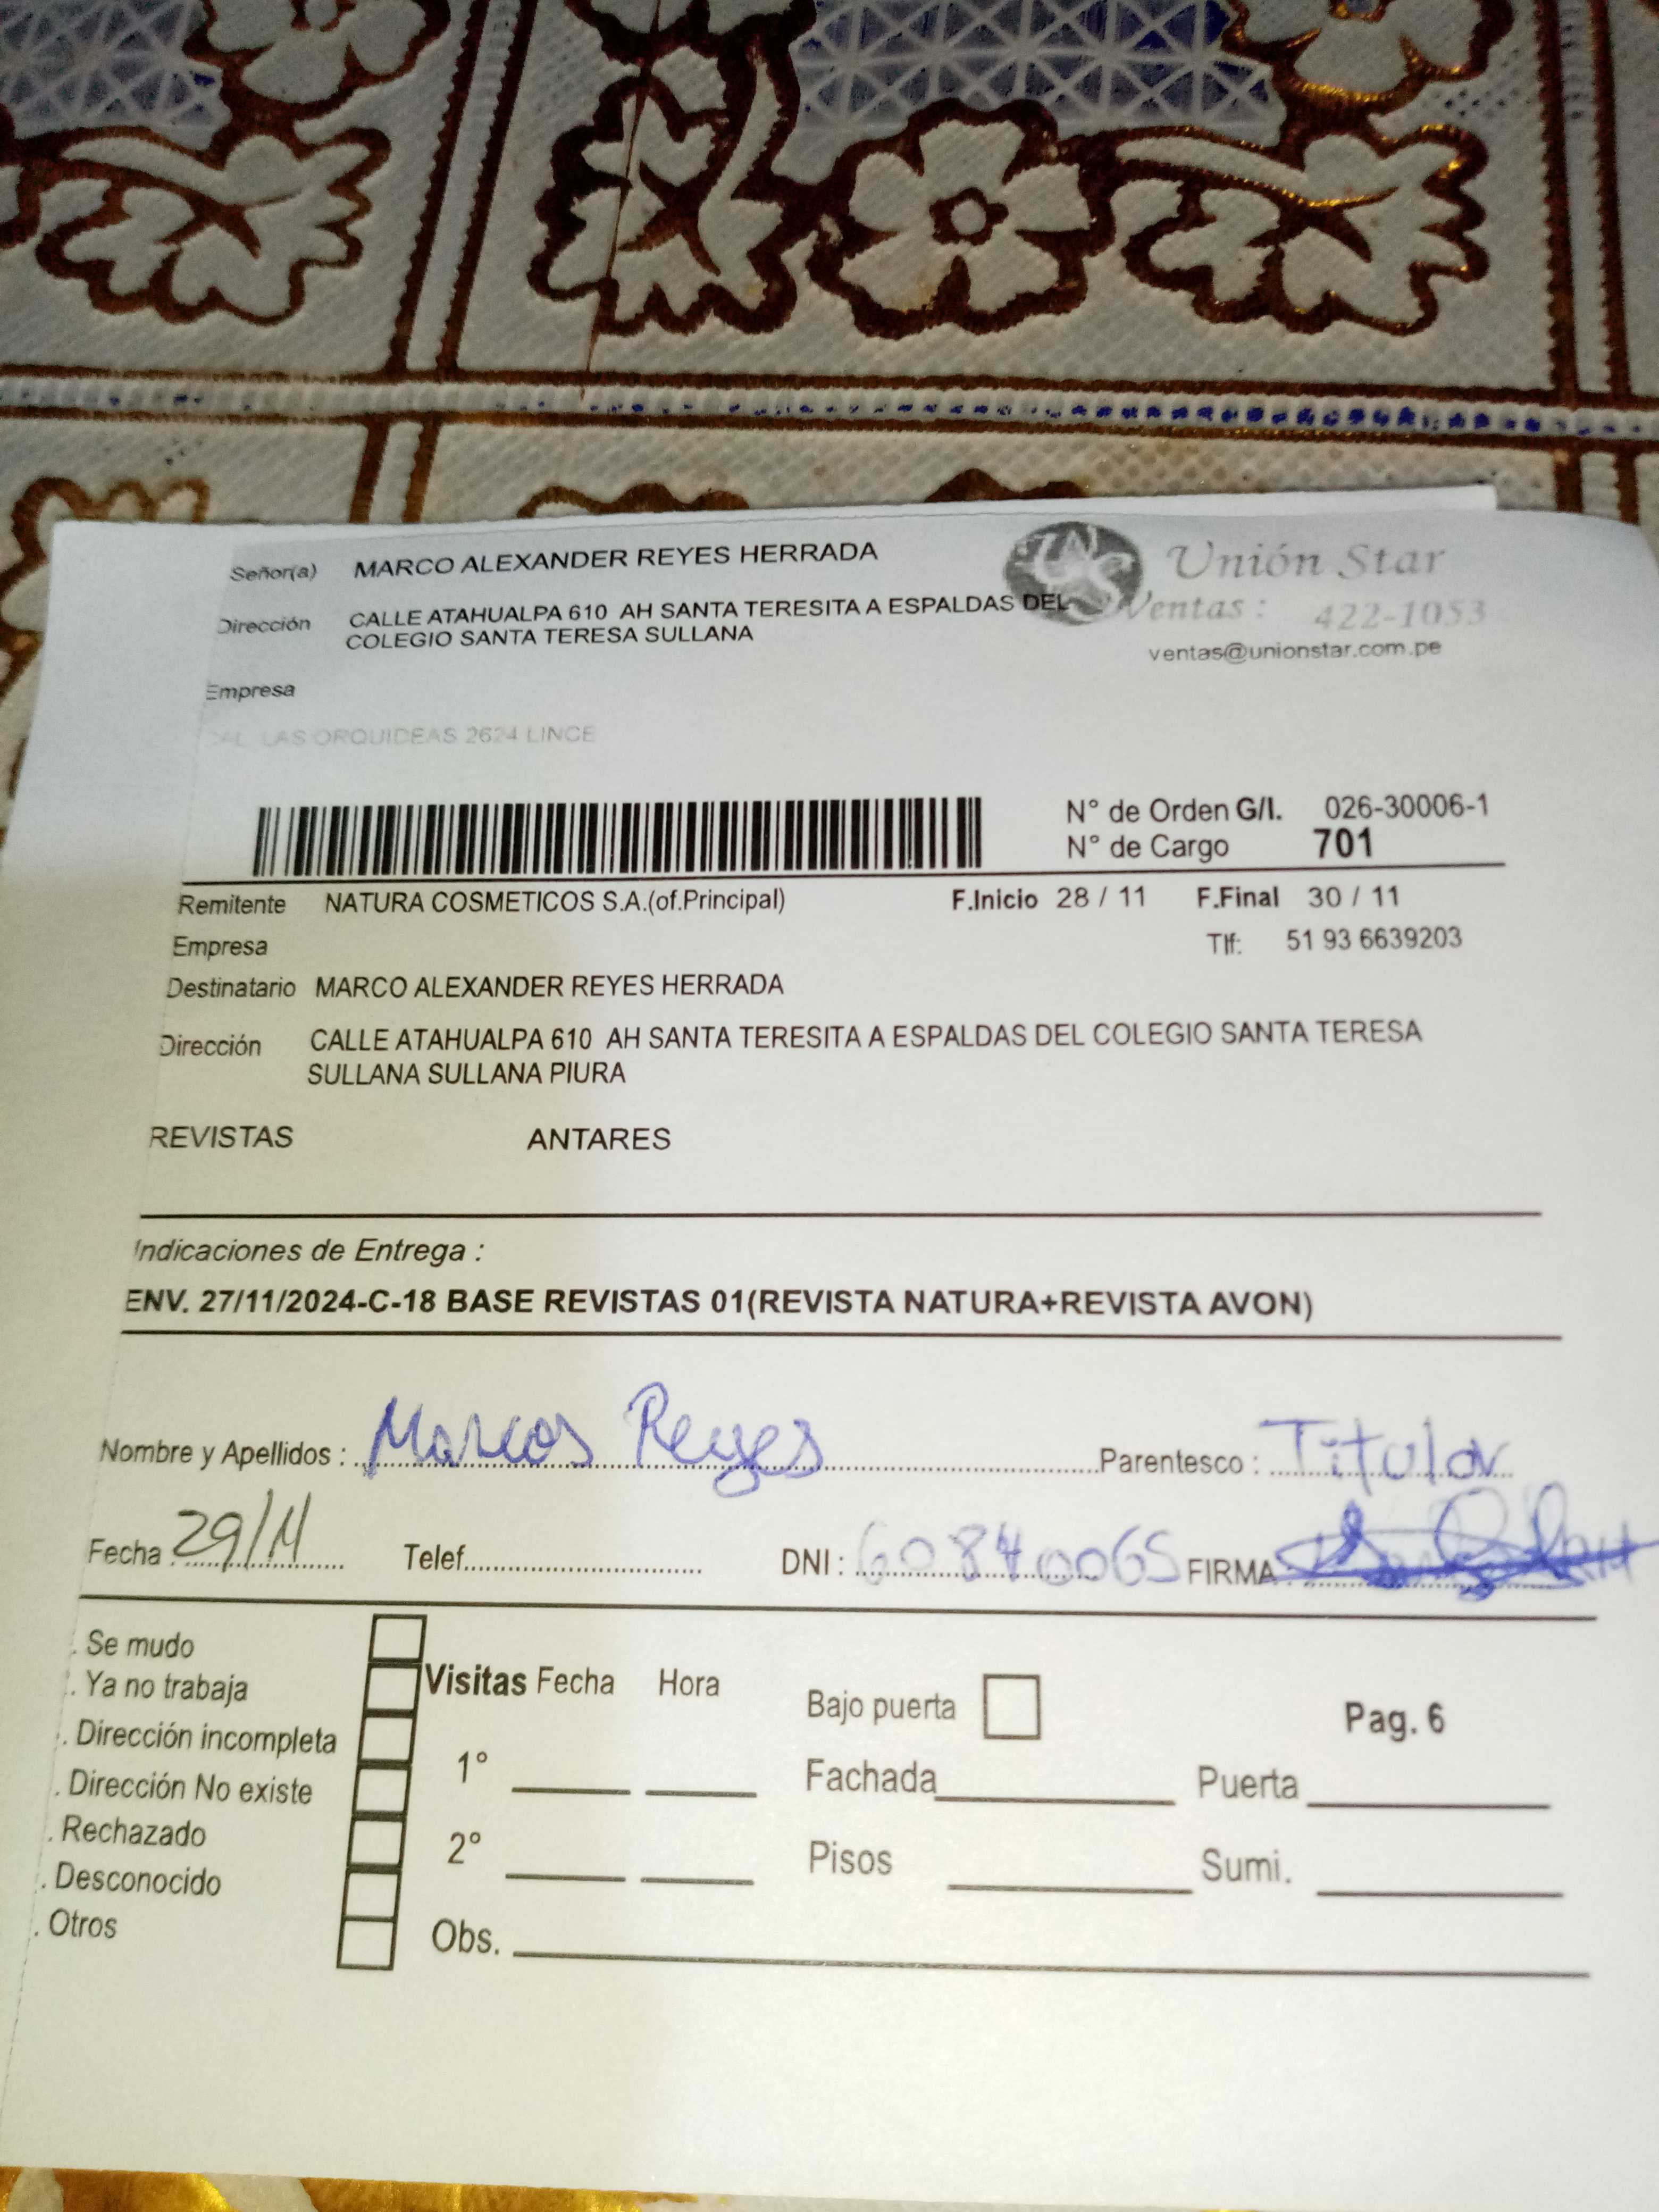 Señor(a) MARCO ALEXANDER REYES HERRADA
Unión Star
Dirección CALLE ATAHUALPA 610 AH SANTA TERESITA A ESPALDAS DEL
COLEGIO SANTA TERESA SULLANA
Ventas : 422-1053
ventas@unionstar.com.pe
Empresa
CAL LAS ORQUIDEAS 2624 LINCE
N° de Orden G/I. 026-30006-1
N° de Cargo 701
Remitente NATURA COSMETICOS S.A.(of.Principal) F.Inicio 28 / 11 F.Final 30 / 11
Empresa Tlf: 51 93 6639203
Destinatario MARCO ALEXANDER REYES HERRADA
Dirección CALLE ATAHUALPA 610 AH SANTA TERESITA A ESPALDAS DEL COLEGIO SANTA TERESA
SULLANA SULLANA PIURA
REVISTAS ANTARES
Indicaciones de Entrega :
ENV. 27/11/2024-C-18 BASE REVISTAS 01(REVISTA NATURA+REVISTA AVON)
Nombre y Apellidos : Marcos Reyes Parentesco : Titular
Fecha 29/11 Telef. DNI : 60840065 FIRMA
. Se mudo
. Ya no trabaja
. Dirección incompleta
. Dirección No existe
. Rechazado
. Desconocido
. Otros
Visitas Fecha Hora
1°
2°
Obs.
Bajo puerta Pag. 6
Fachada Puerta
Pisos Sumi.